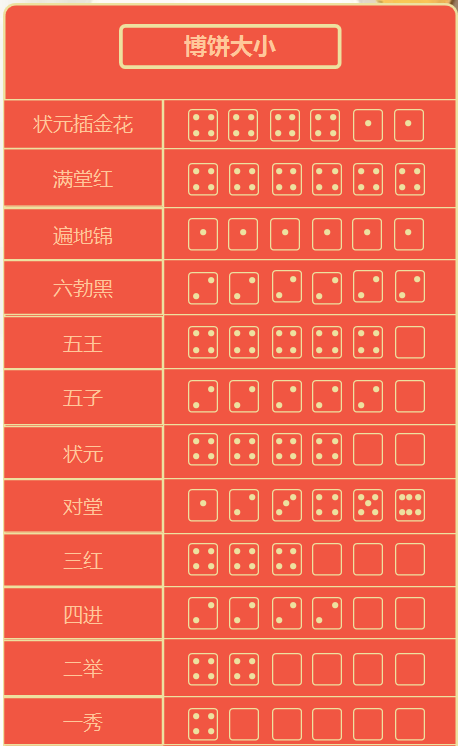 博饼大小
状元插金花
满堂红
遍地锦
六勃黑
五王
五子
状元
对堂
三红
四进
二举
一秀